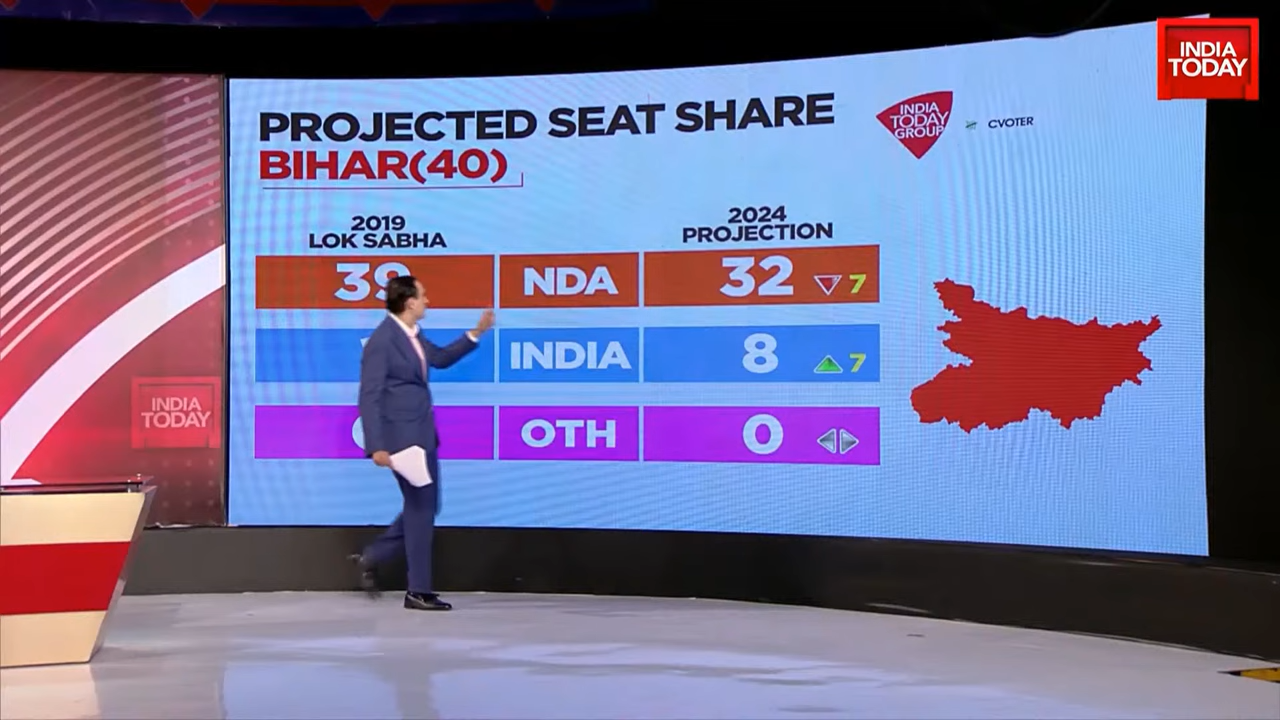 INDIA
TODAY
PROJECTED SEAT SHARE
BIHAR(40)
INDIA
TODAY
GROUP
CVOTER
2019
LOK SABHA
2024
PROJECTION
NDA
32
7
INDIA
8
7
OTH
0
INDIA
TODAY